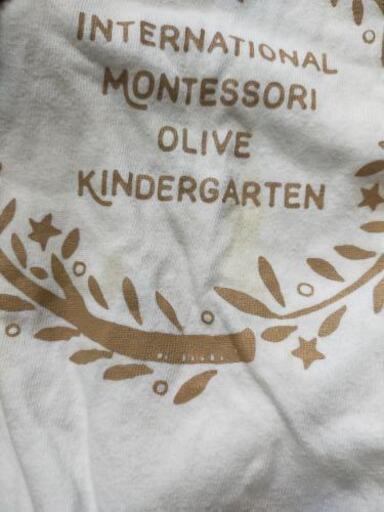 INTERNATIONAL
MONTESSORI
OLIVE
KINDERGARTEN